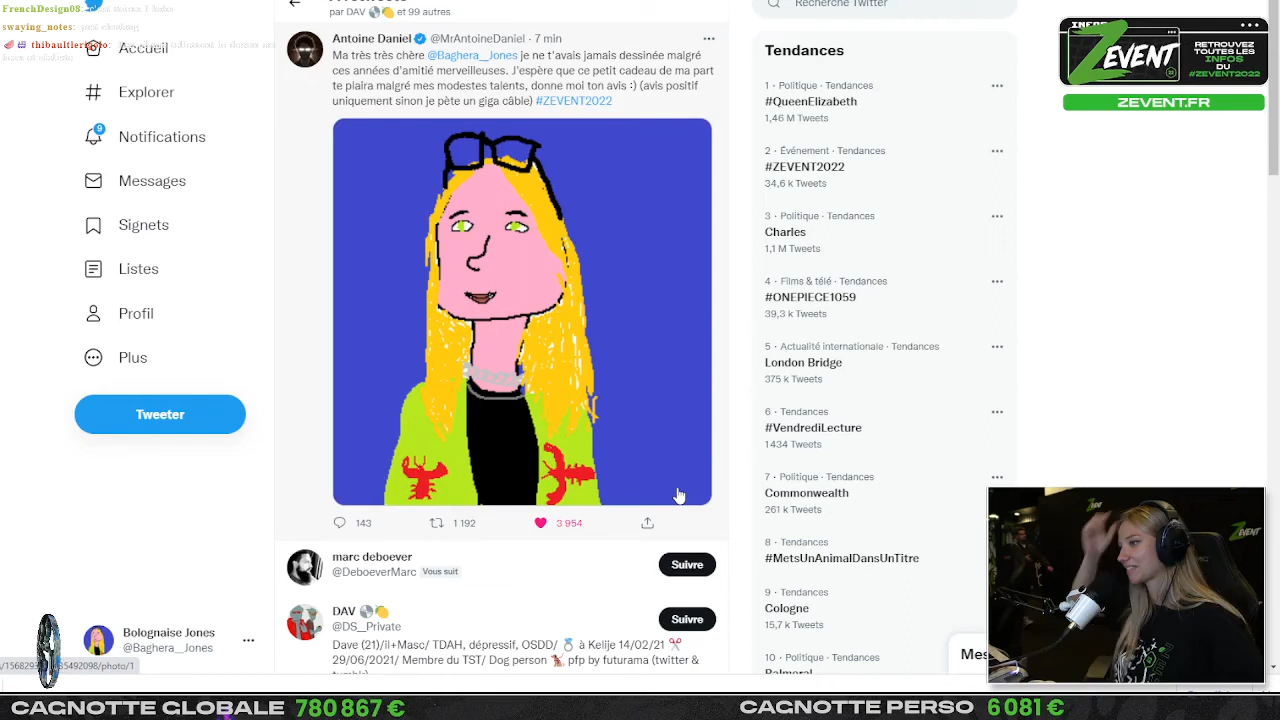 FrenchDesign08:
swaying_notes:
par DAV et 99 autres
Accueil
Explorer
9
Notifications
Messages
Signets
Listes
Profil
Plus
Tweeter
Bolognaise Jones
@Baghera__Jones
Antoine Daniel @MrAntoineDaniel · 7 min
Ma très très chère @Baghera__Jones je ne t'avais jamais dessinée malgré
ces années d'amitié merveilleuses. J'espère que ce petit cadeau de ma part
te plaira malgré mes modestes talents, donne moi ton avis :) (avis positif
uniquement sinon je pète un giga câble) #ZEVENT2022
143
1 192
3 954
marc deboever
@DeboeverMarc Vous suit
Suivre
DAV
@DS__Private
Suivre
Dave (21)/il+Masc/ TDAH, dépressif, OSDD/ à Kelije 14/02/21
29/06/2021/ Membre du TST/ Dog person pfp by futurama (twitter &
Recherche Twitter
Tendances
1 · Politique · Tendances
#QueenElizabeth
1,46 M Tweets
2 · Événement · Tendances
#ZEVENT2022
34,6 k Tweets
3 · Politique · Tendances
Charles
1,1 M Tweets
4 · Films & télé · Tendances
#ONEPIECE1059
39,3 k Tweets
5 · Actualité internationale · Tendances
London Bridge
375 k Tweets
6 · Tendances
#VendrediLecture
1 434 Tweets
7 · Politique · Tendances
Commonwealth
261 k Tweets
8 · Tendances
#MetsUnAnimalDansUnTitre
9 · Tendances
Cologne
15,7 k Tweets
10 · Politique · Tendances
Balmoral
Mes
ZEVENT
RETROUVEZ
TOUTES LES
INFOS
DU
#ZEVENT2022
ZEVENT.FR
ZEVENT
CAGNOTTE GLOBALE 780 867 €
CAGNOTTE PERSO 6 081 €